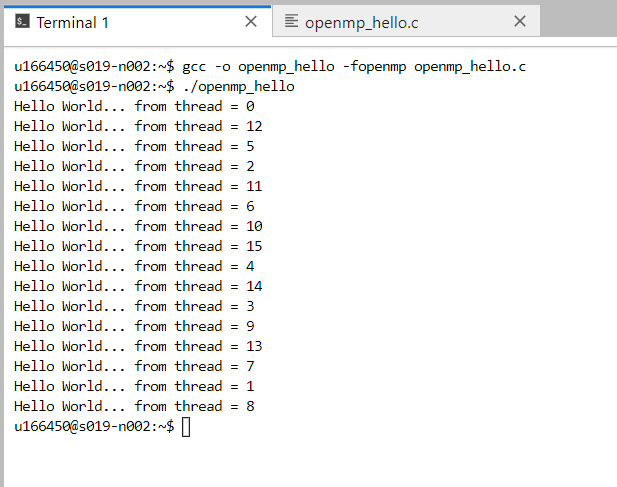 Terminal 1
openmp_hello.c
u166450@s019-n002:~$ gcc -o openmp_hello -fopenmp openmp_hello.c
u166450@s019-n002:~$ ./openmp_hello
Hello World... from thread = 0
Hello World... from thread = 12
Hello World... from thread = 5
Hello World... from thread = 2
Hello World... from thread = 11
Hello World... from thread = 6
Hello World... from thread = 10
Hello World... from thread = 15
Hello World... from thread = 4
Hello World... from thread = 14
Hello World... from thread = 3
Hello World... from thread = 9
Hello World... from thread = 13
Hello World... from thread = 7
Hello World... from thread = 1
Hello World... from thread = 8
u166450@s019-n002:~$